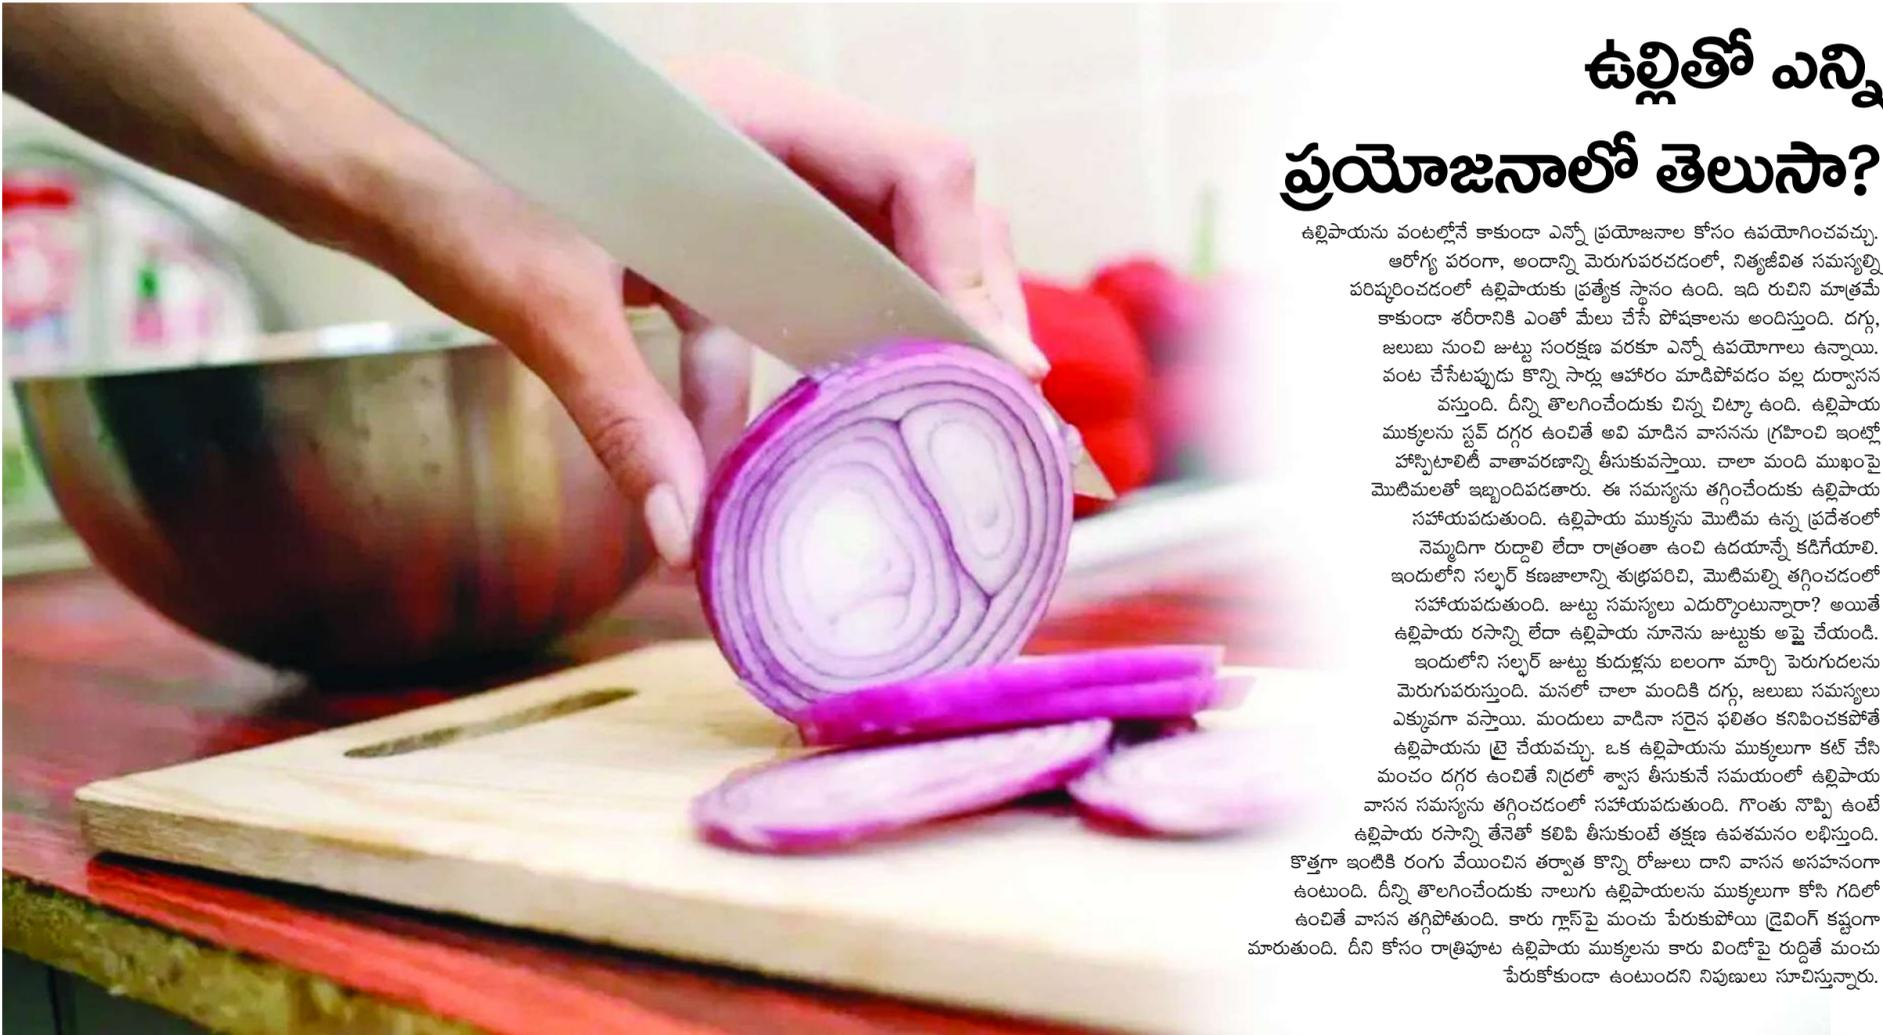 ఉల్లితో ఎన్ని
ప్రయోజనాలో తెలుసా?
ఉల్లిపాయను వంటల్లోనే కాకుండా ఎన్నో ప్రయోజనాల కోసం ఉపయోగించవచ్చు.
ఆరోగ్య పరంగా, అందాన్ని మెరుగుపరచడంలో, నిత్యజీవిత సమస్యల్ని
పరిష్కరించడంలో ఉల్లిపాయకు ప్రత్యేక స్థానం ఉంది. ఇది రుచిని మాత్రమే
కాకుండా శరీరానికి ఎంతో మేలు చేసే పోషకాలను అందిస్తుంది. దగ్గు,
జలుబు నుంచి జుట్టు సంరక్షణ వరకూ ఎన్నో ఉపయోగాలు ఉన్నాయి.
వంట చేసేటప్పుడు కొన్ని సార్లు ఆహారం మాడిపోవడం వల్ల దుర్వాసన
వస్తుంది. దీన్ని తొలగించేందుకు చిన్న చిట్కా ఉంది. ఉల్లిపాయ
ముక్కలను స్టవ్ దగ్గర ఉంచితే అవి మాడిన వాసనను గ్రహించి ఇంట్లో
హాస్పిటాలిటీ వాతావరణాన్ని తీసుకువస్తాయి. చాలా మంది ముఖంపై
మొటిమలతో ఇబ్బందిపడతారు. ఈ సమస్యను తగ్గించేందుకు ఉల్లిపాయ
సహాయపడుతుంది. ఉల్లిపాయ ముక్కను మొటిమ ఉన్న ప్రదేశంలో
నెమ్మదిగా రుద్దాలి లేదా రాత్రంతా ఉంచి ఉదయాన్నే కడిగేయాలి.
ఇందులోని సల్ఫర్ కణజాలాన్ని శుభ్రపరిచి, మొటిమల్ని తగ్గించడంలో
సహాయపడుతుంది. జుట్టు సమస్యలు ఎదుర్కొంటున్నారా? అయితే
ఉల్లిపాయ రసాన్ని లేదా ఉల్లిపాయ నూనెను జుట్టుకు అప్లై చేయండి.
ఇందులోని సల్ఫర్ జుట్టు కుదుళ్లను బలంగా మార్చి పెరుగుదలను
మెరుగుపరుస్తుంది. మనలో చాలా మందికి దగ్గు, జలుబు సమస్యలు
ఎక్కువగా వస్తాయి. మందులు వాడినా సరైన ఫలితం కనిపించకపోతే
ఉల్లిపాయను ట్రై చేయవచ్చు. ఒక ఉల్లిపాయను ముక్కలుగా కట్ చేసి
మంచం దగ్గర ఉంచితే నిద్రలో శ్వాస తీసుకునే సమయంలో ఉల్లిపాయ
వాసన సమస్యను తగ్గించడంలో సహాయపడుతుంది. గొంతు నొప్పి ఉంటే
ఉల్లిపాయ రసాన్ని తేనెతో కలిపి తీసుకుంటే తక్షణ ఉపశమనం లభిస్తుంది.
కొత్తగా ఇంటికి రంగు వేయించిన తర్వాత కొన్ని రోజులు దాని వాసన అసహనంగా
ఉంటుంది. దీన్ని తొలగించేందుకు నాలుగు ఉల్లిపాయలను ముక్కలుగా కోసి గదిలో
ఉంచితే వాసన తగ్గిపోతుంది. కారు గ్లాస్‌పై మంచు పేరుకుపోయి డ్రైవింగ్ కష్టంగా
మారుతుంది. దీని కోసం రాత్రిపూట ఉల్లిపాయ ముక్కలను కారు విండోపై రుద్దితే మంచు
పేరుకోకుండా ఉంటుందని నిపుణులు సూచిస్తున్నారు.